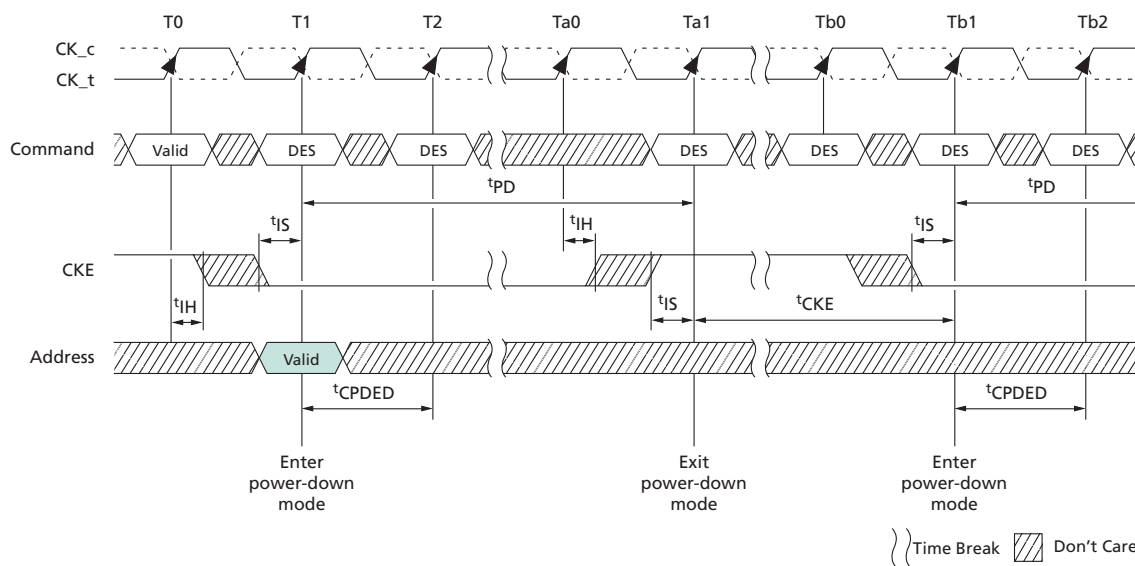 T0 T1 T2 Ta0 Ta1 Tb0 Tb1 Tb2
CK_c
CK_t
Command Valid DES DES DES DES DES DES
tPD tPD
tIH tIS
tIS
CKE
tIH tIS tCKE
Address Valid
tCPDED tCPDED
Enter power-down mode
Exit power-down mode
Enter power-down mode
Time Break Don't Care